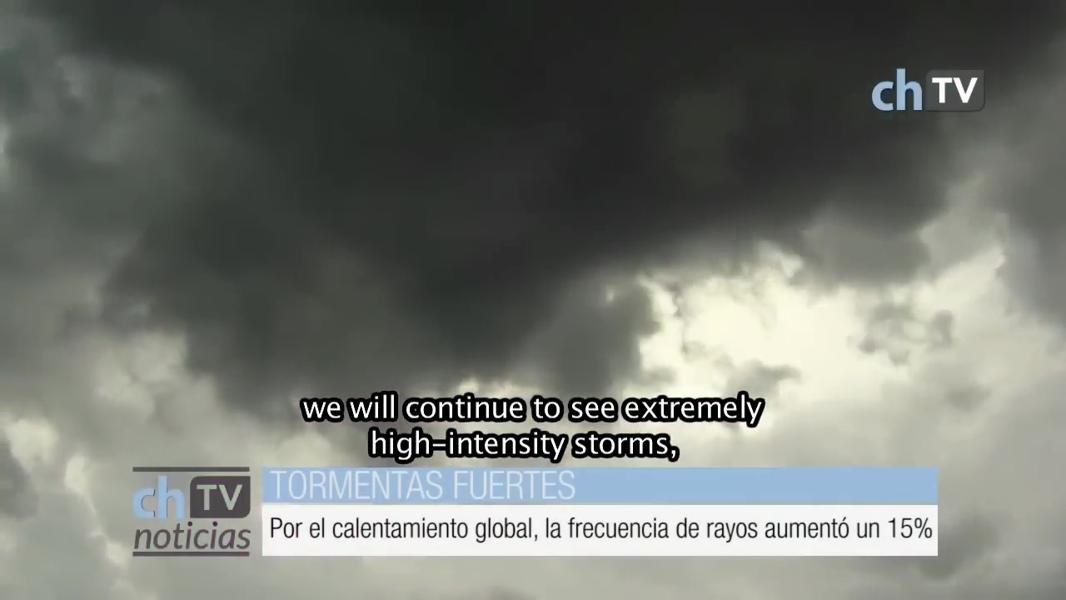 ch TV
we will continue to see extremely
high-intensity storms,
ch TV
noticias
TORMENTAS FUERTES
Por el calentamiento global, la frecuencia de rayos aumentó un 15%